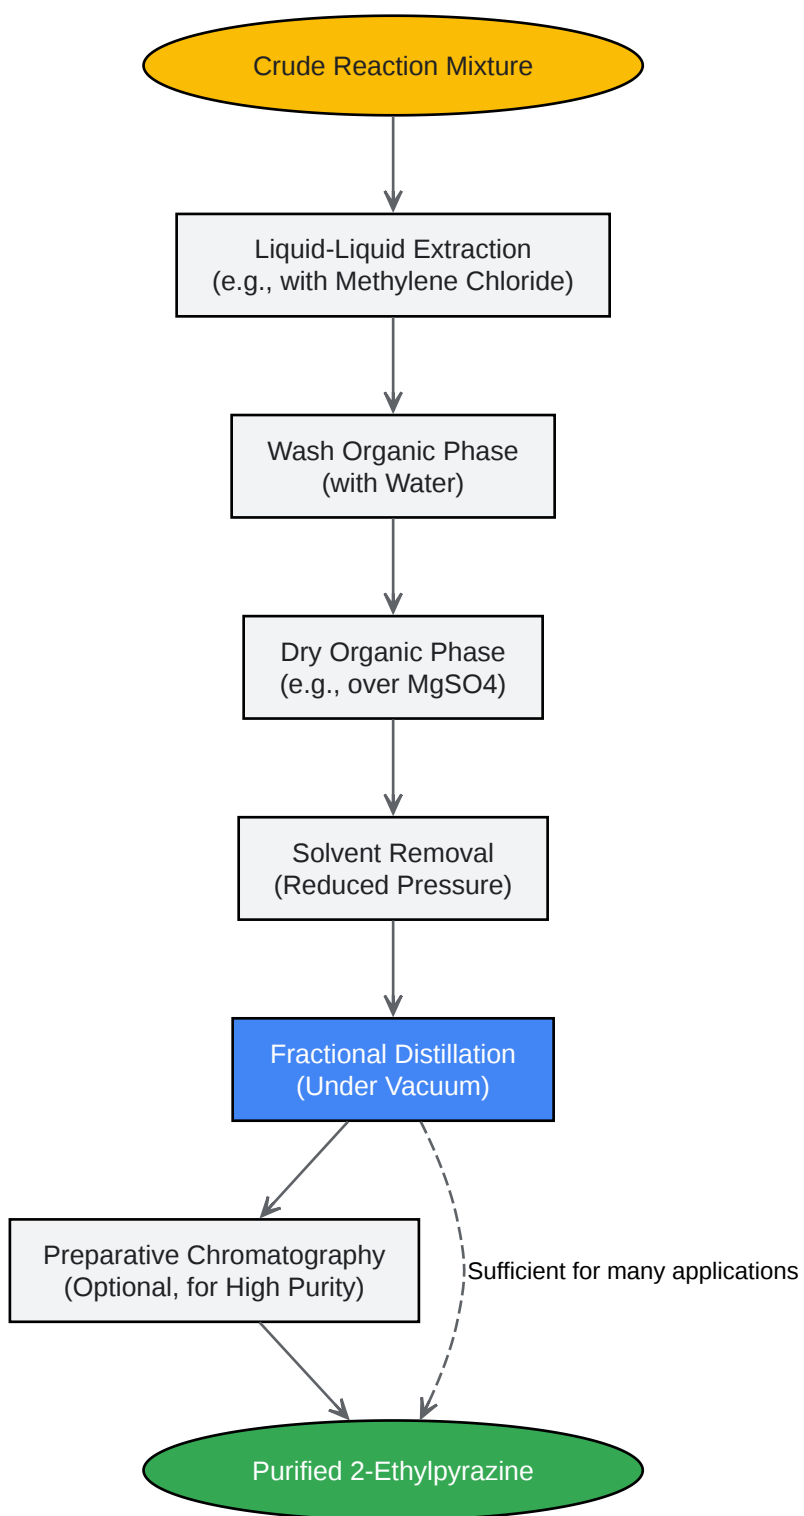 Crude Reaction Mixture
Liquid-Liquid Extraction
(e.g., with Methylene Chloride)
Wash Organic Phase
(with Water)
Dry Organic Phase
(e.g., over MgSO4)
Solvent Removal
(Reduced Pressure)
Fractional Distillation
(Under Vacuum)
Preparative Chromatography
(Optional, for High Purity)
Sufficient for many applications
Purified 2-Ethylpyrazine